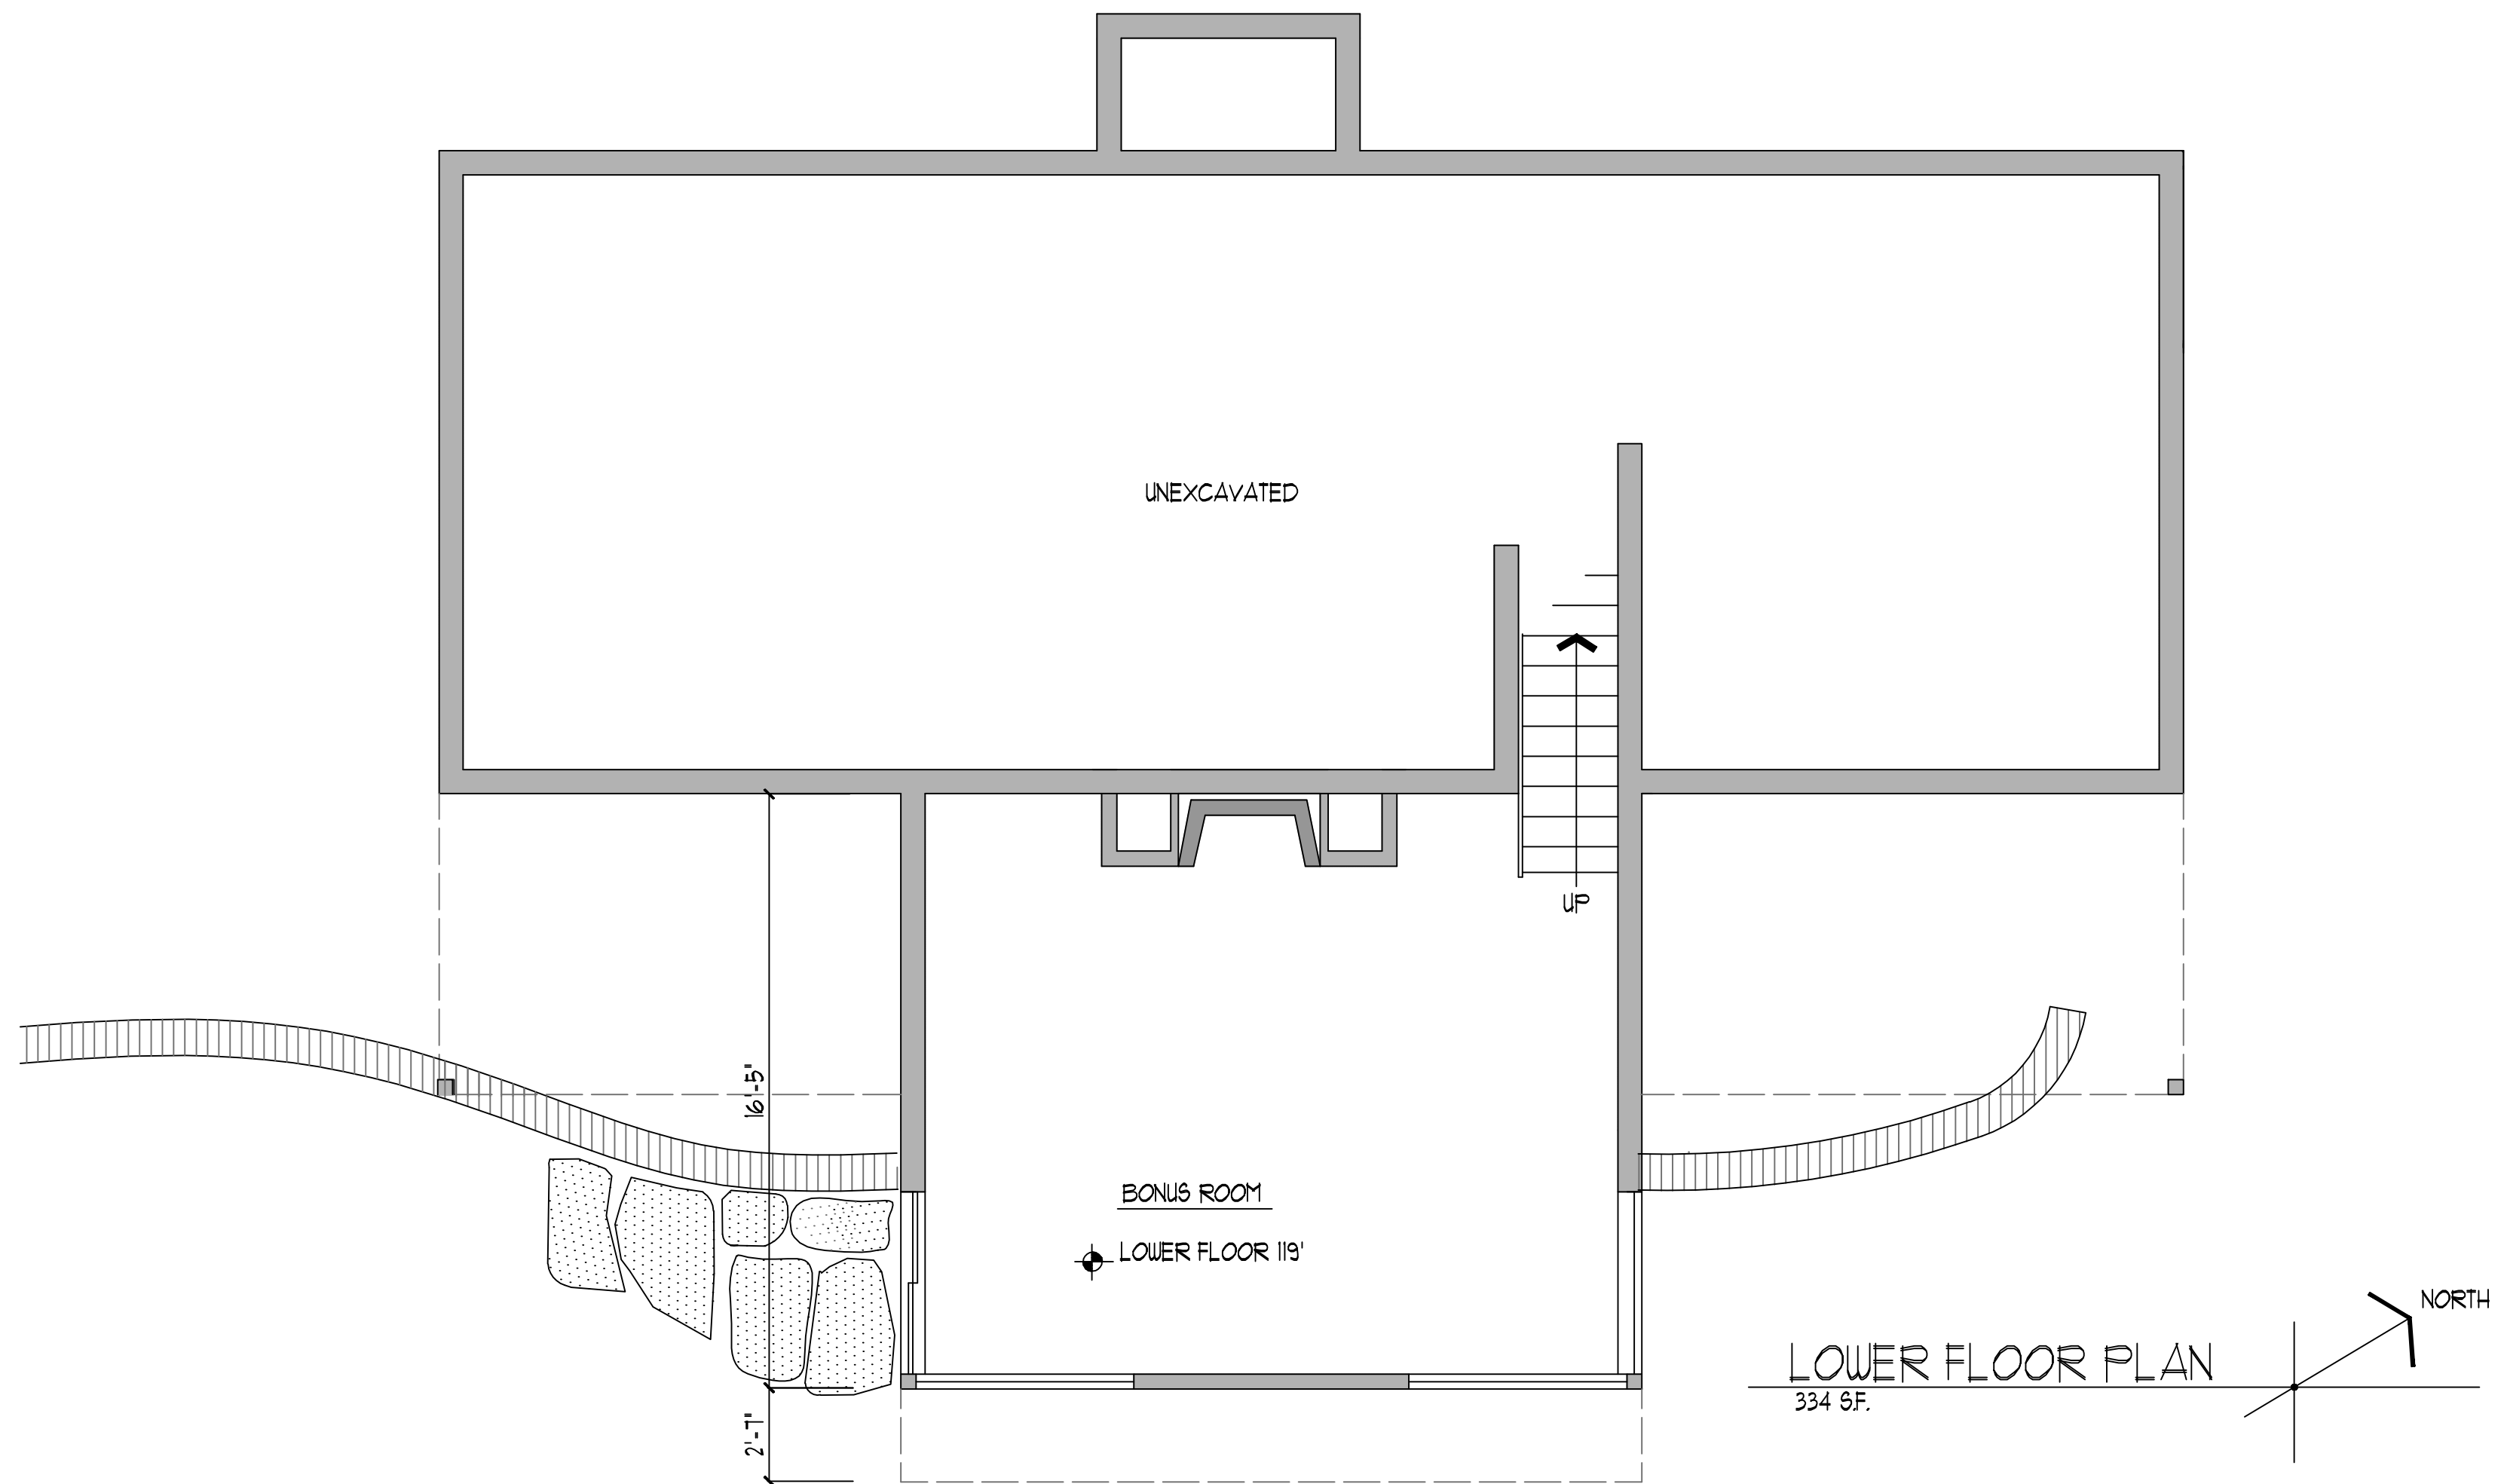 UNEXCAVATED
UP
16'-5"
BONUS ROOM
LOWER FLOOR 119'
2'-7"
NORTH
LOWER FLOOR PLAN
334 S.F.